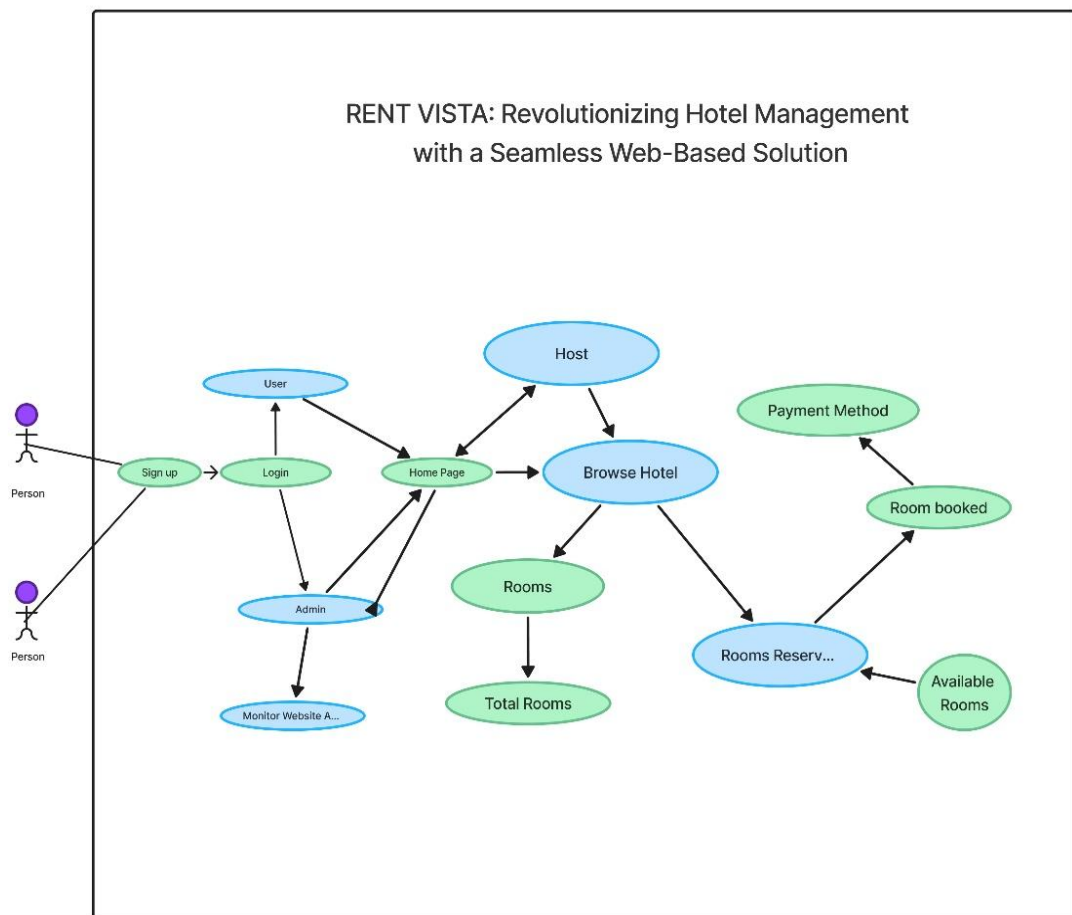 RENT VISTA: Revolutionizing Hotel Management
with a Seamless Web-Based Solution
Host
User
Payment Method
Person
Sign up
Login
Home Page
Browse Hotel
Room booked
Rooms
Admin
Person
Rooms Reserv...
Available
Rooms
Total Rooms
Monitor Website A...